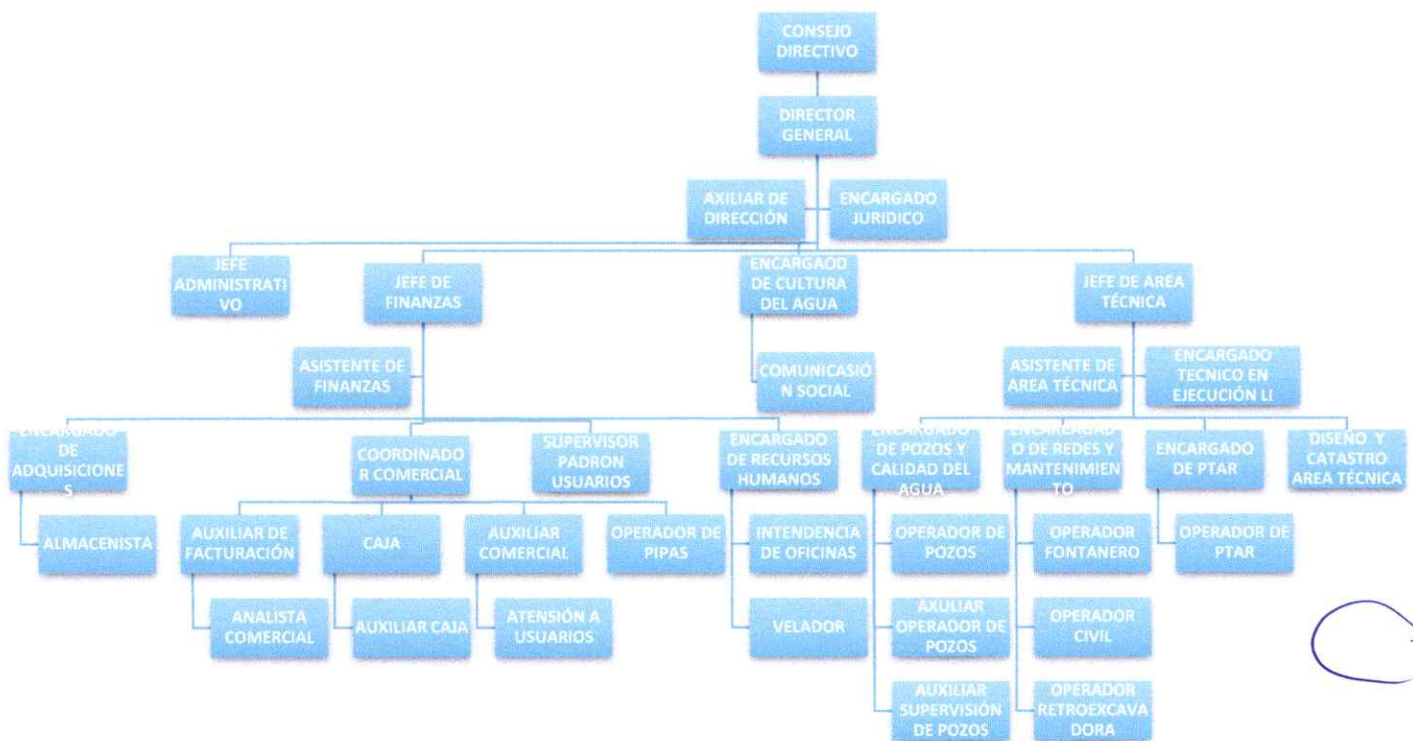 CONSEJO
DIRECTIVO
DIRECTOR
GENERAL
AXILIAR DE
DIRECCIÓN
ENCARGADO
JURIDICO
JEFE
ADMINISTRATI
VO
JEFE DE
FINANZAS
ENCARGAOD
DE CULTURA
DEL AGUA
JEFE DE AREA
TÉCNICA
ASISTENTE DE
FINANZAS
COMUNICASIÓ
N SOCIAL
ASISTENTE DE
AREA TÉCNICA
ENCARGADO
TECNICO EN
EJECUCIÓN LI
ENCARGADO
DE
ADQUISICIONE
S
COORDINADO
R COMERCIAL
SUPERVISOR
PADRON
USUARIOS
ENCARGADO
DE RECURSOS
HUMANOS
ENCARGADO
DE POZOS Y
CALIDAD DEL
AGUA
ENCARCAGAD
O DE REDES Y
MANTENIMIEN
TO
ENCARGADO
DE PTAR
DISEÑO Y
CATASTRO
AREA TÉCNICA
ALMACENISTA
AUXILIAR DE
FACTURACIÓN
CAJA
AUXILIAR
COMERCIAL
OPERADOR DE
PIPAS
INTENDENCIA
DE OFICINAS
OPERADOR DE
POZOS
OPERADOR
FONTANERO
OPERADOR DE
PTAR
ANALISTA
COMERCIAL
AUXILIAR CAJA
ATENSIÓN A
USUARIOS
VELADOR
AXULIAR
OPERADOR DE
POZOS
OPERADOR
CIVIL
AUXILIAR
SUPERVISIÓN
DE POZOS
OPERADOR
RETROEXCAVA
DORA